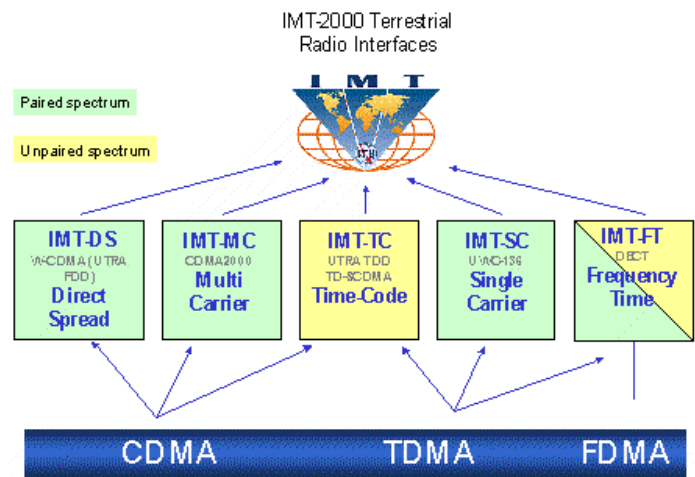 IMT-2000 Terrestrial
Radio Interfaces
I M T
Paired spectrum
Unpaired spectrum
ITU
IMT-DS
W-CDMA (UTRA
FDD)
Direct
Spread
IMT-MC
CDMA2000
Multi
Carrier
IMT-TC
UTRA TDD
TD-SCDMA
Time-Code
IMT-SC
UWC-136
Single
Carrier
IMT-FT
DECT
Frequency
Time
CDMA
TDMA
FDMA